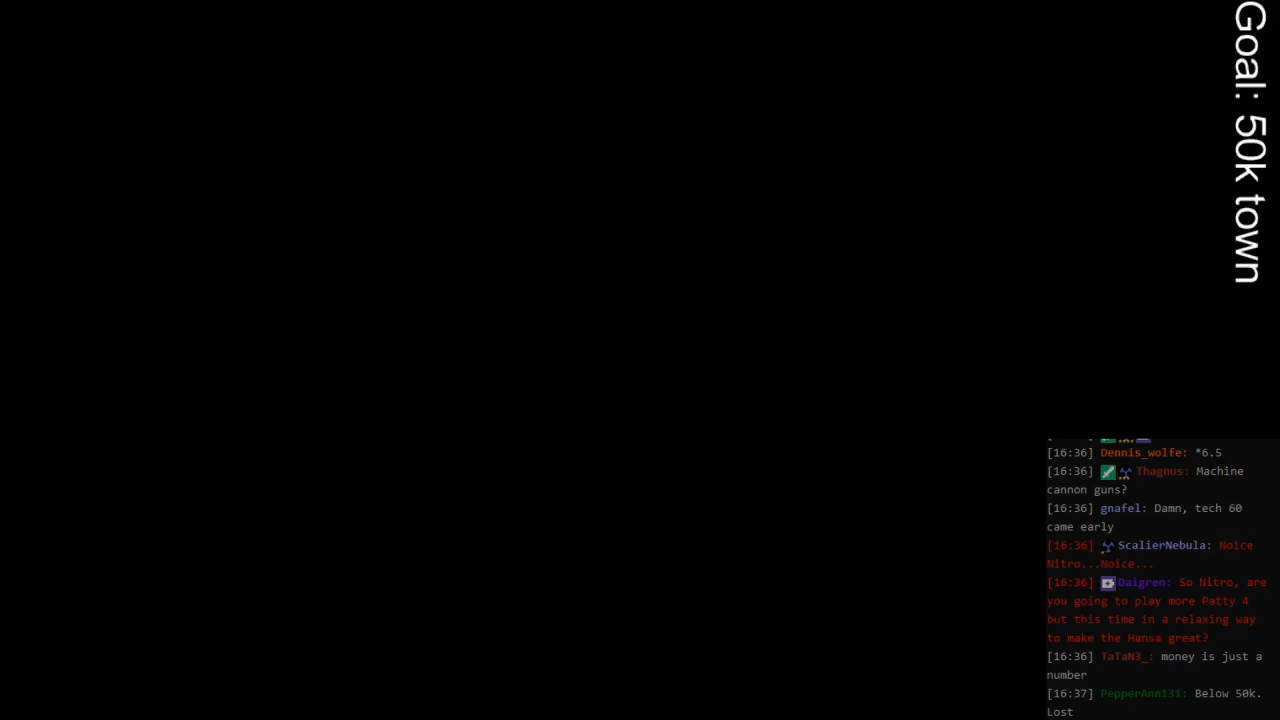 Goal: 50k town
[16:36] Dennis_wolfe: *6.5
[16:36] Thagnus: Machine
cannon guns?
[16:36] gnafel: Damn, tech 60
came early
[16:36] ScalierNebula: Noice
Nitro...Noice...
[16:36] Daigren: So Nitro, are
you going to play more Patty 4
but this time in a relaxing way
to make the Hansa great?
[16:36] TaTaN3_: money is just a
number
[16:37] PepperAnn131: Below 50k.
Lost